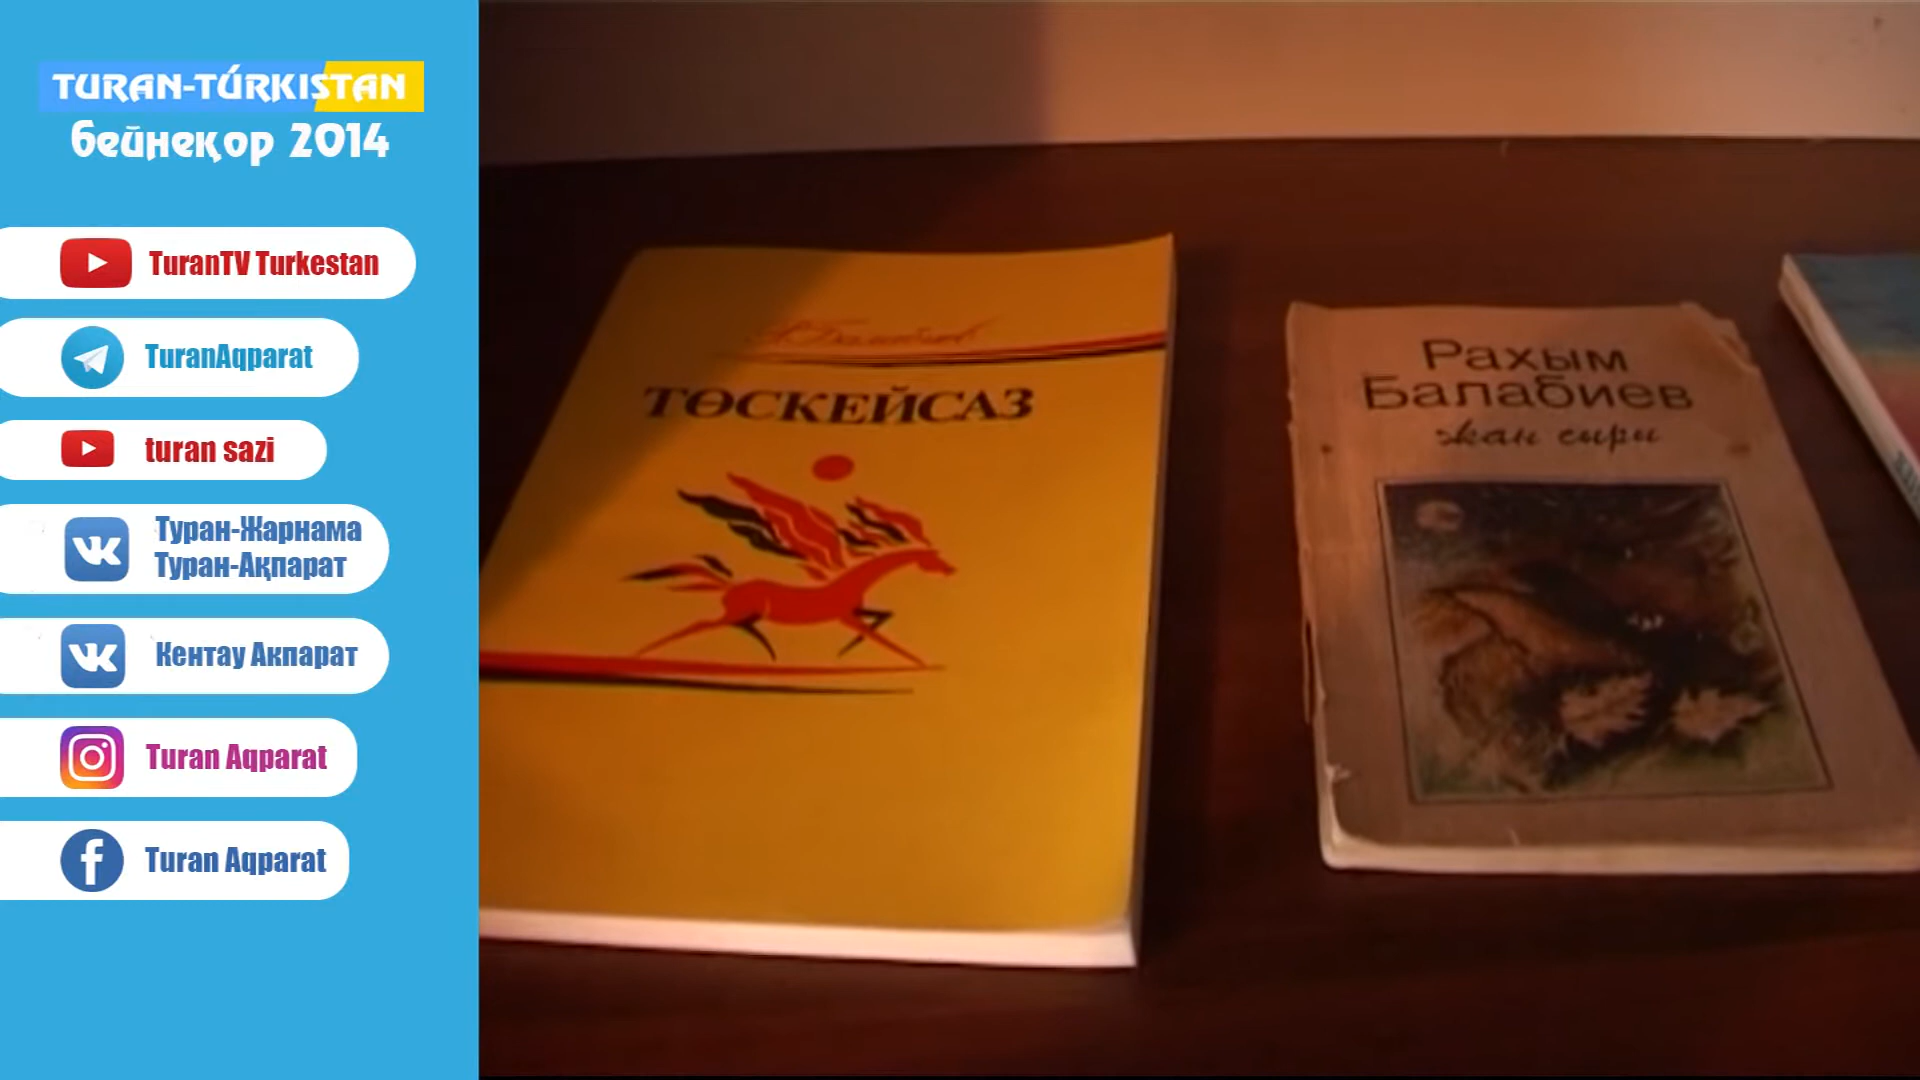 TURAN-TÚRKISTAN
бейнеқор 2014
TuranTV Turkestan
TuranAqparat
turan sazi
Туран-Жарнама
Туран-Ақпарат
Кентау Ақпарат
Turan Aqparat
Turan Aqparat
ТӨСКЕЙСАЗ
Рахым
Балабиев
жан сыры